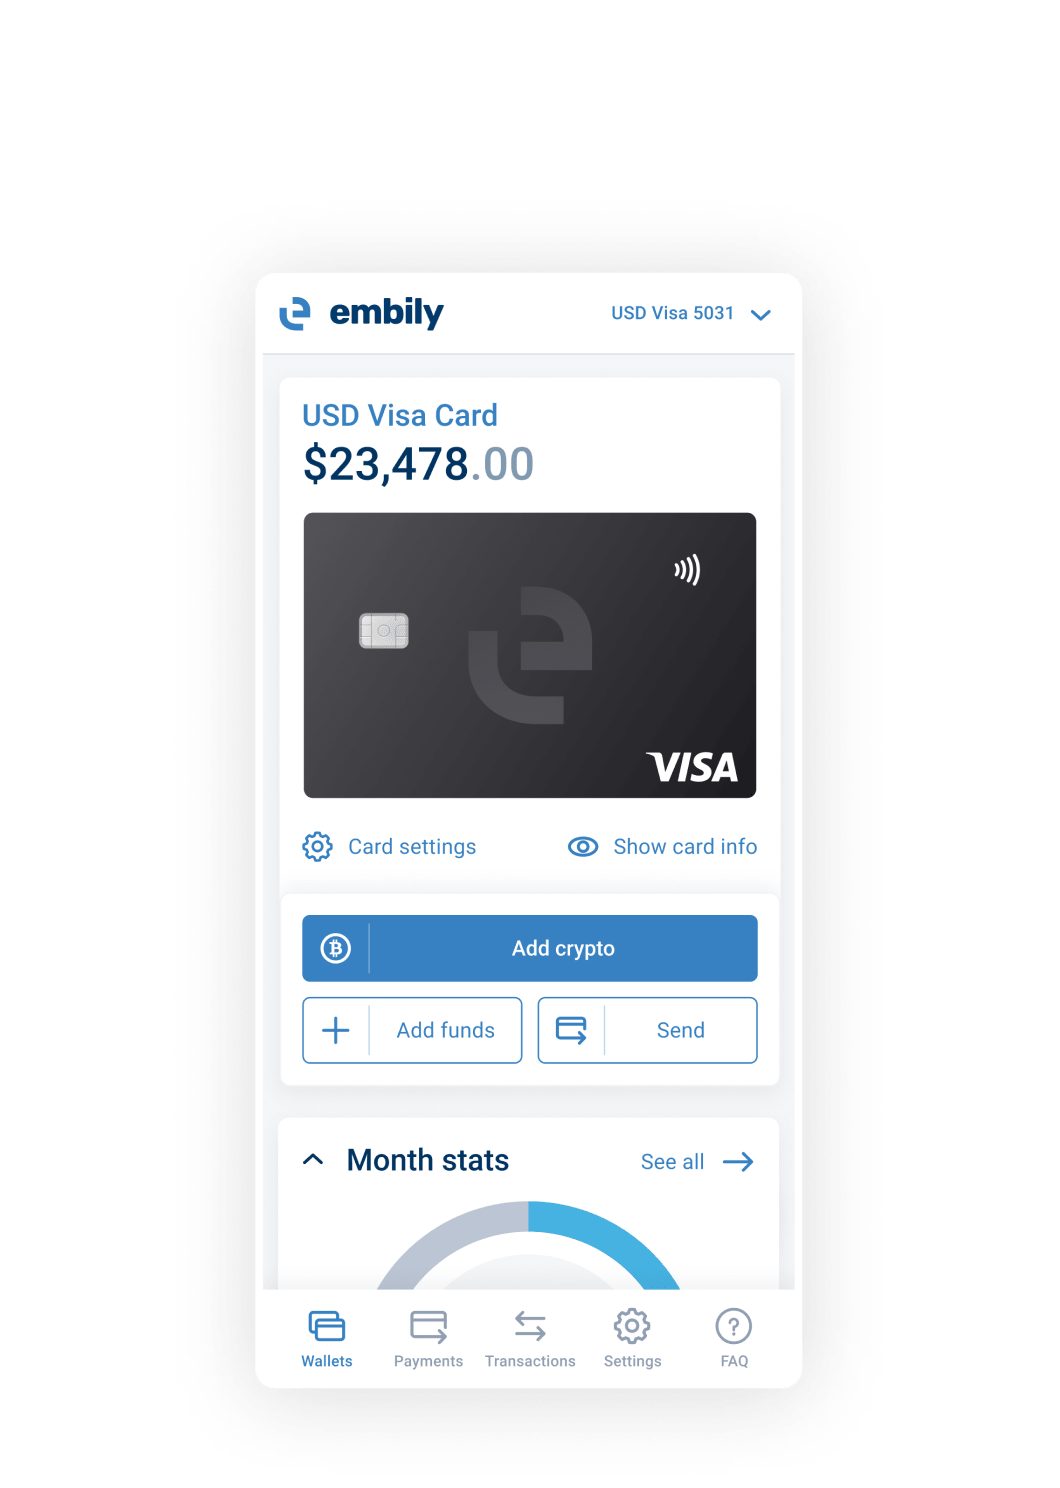 embily
USD Visa 5031
USD Visa Card
$23,478.00
VISA
Card settings
Show card info
Add crypto
Add funds
Send
Month stats
See all
Wallets
Payments
Transactions
Settings
FAQ